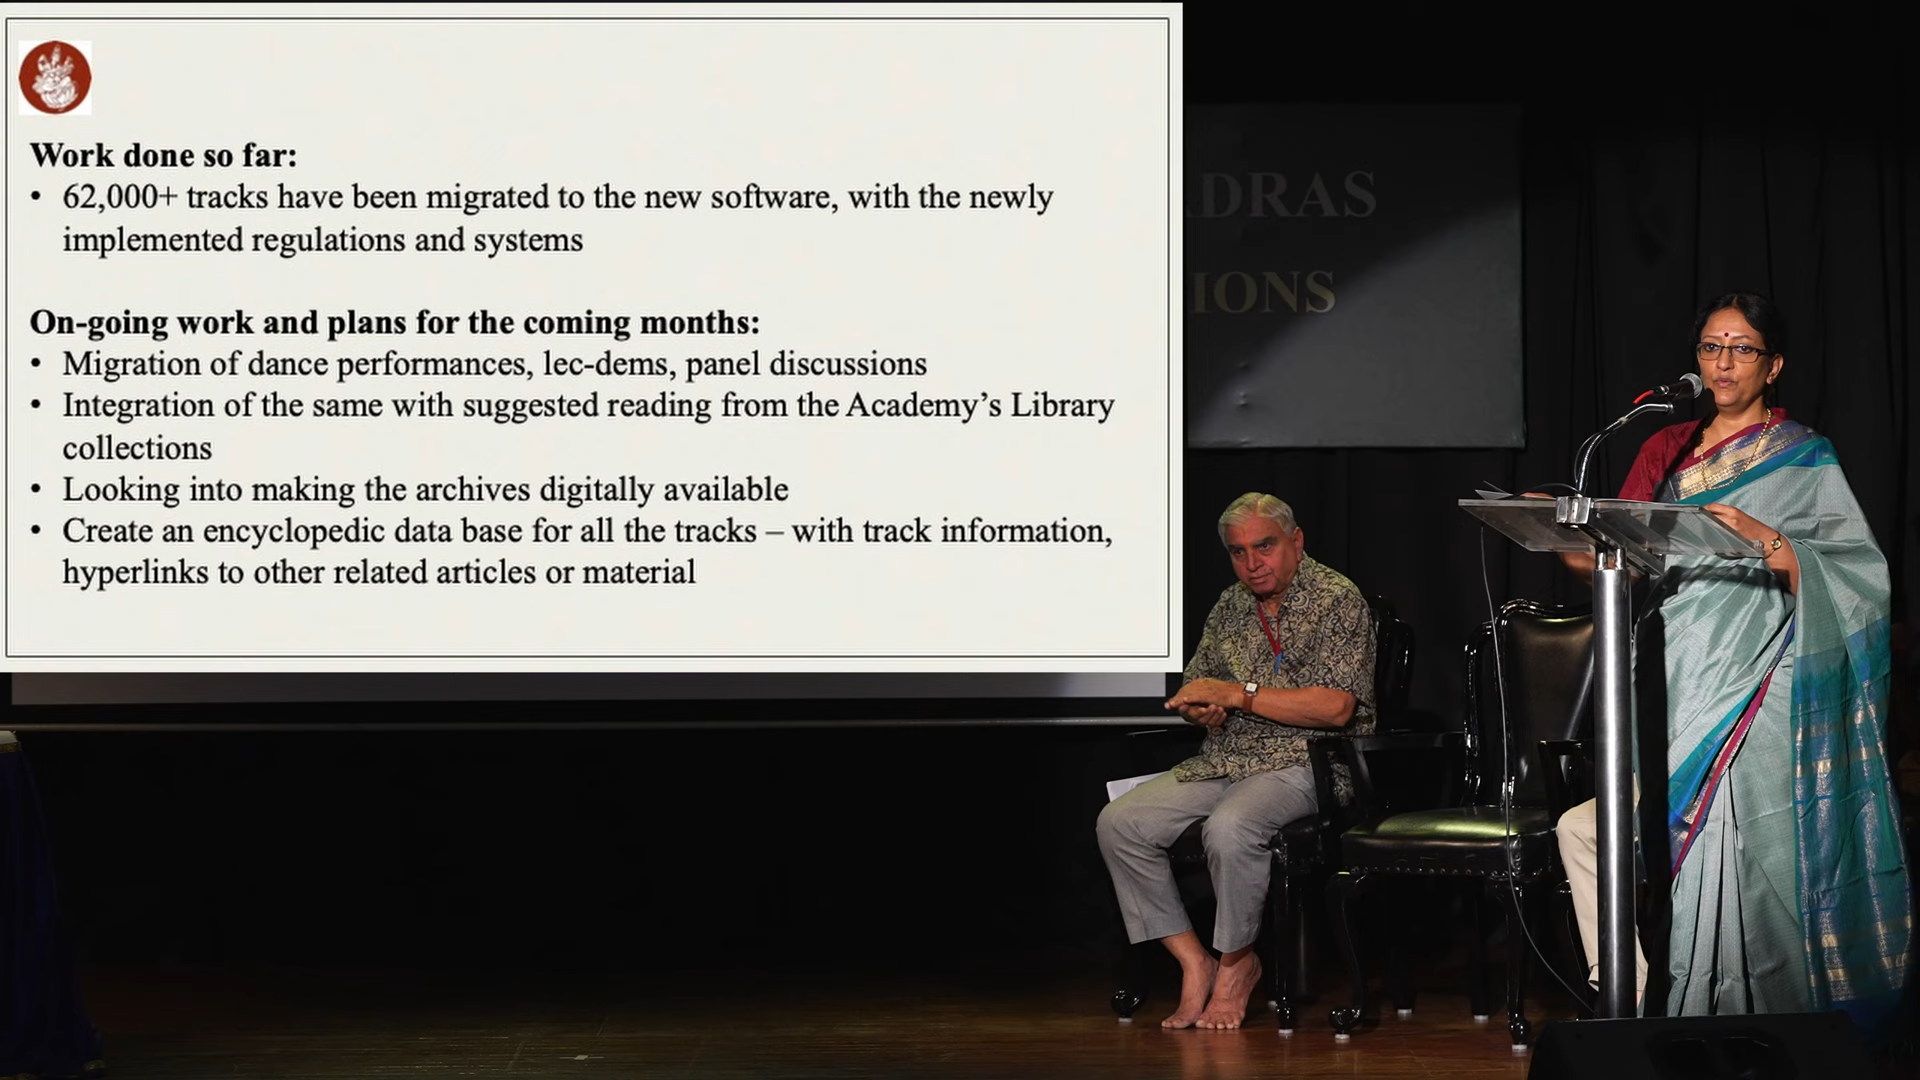 Work done so far:
• 62,000+ tracks have been migrated to the new software, with the newly
implemented regulations and systems
On-going work and plans for the coming months:
• Migration of dance performances, lec-dems, panel discussions
• Integration of the same with suggested reading from the Academy’s Library
collections
• Looking into making the archives digitally available
• Create an encyclopedic data base for all the tracks – with track information,
hyperlinks to other related articles or material
DRAS
IONS